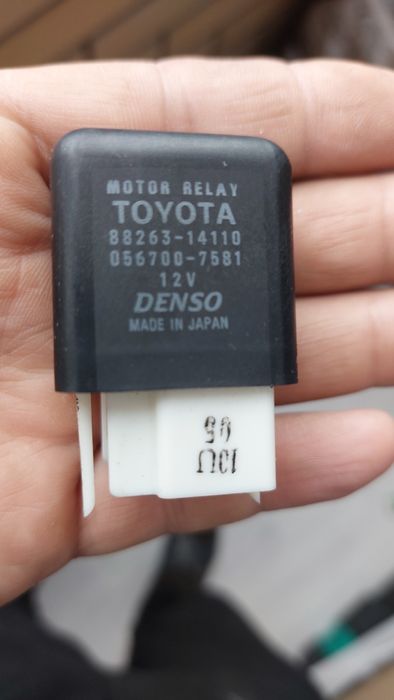 MOTOR RELAY
TOYOTA
88263-14110
056700-7581
12V
DENSO
MADE IN JAPAN